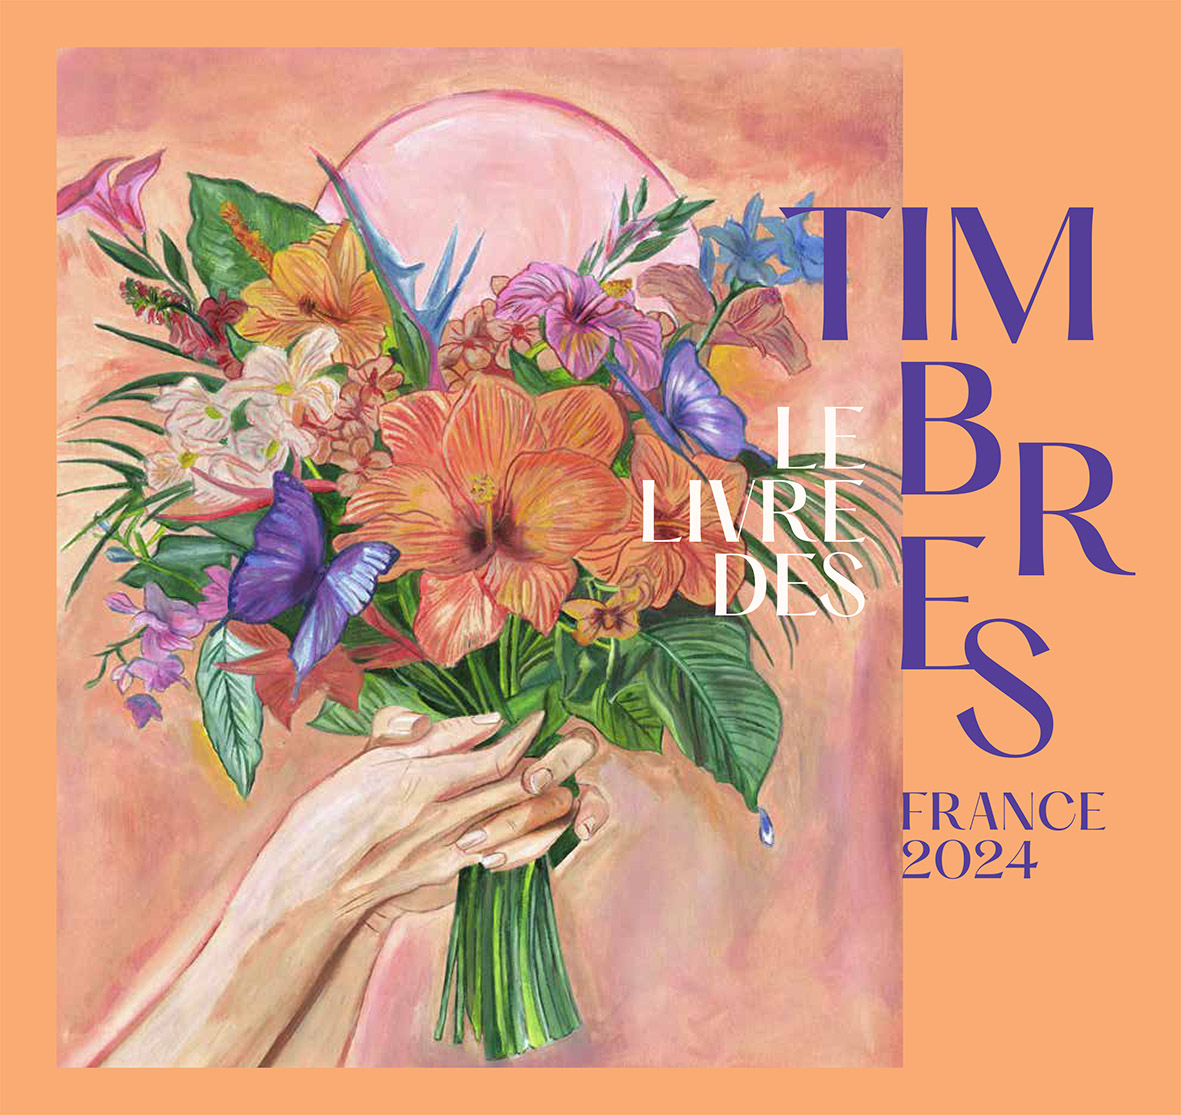 LE
LIVRE
DES
TIM
BR
ES
FRANCE
2024